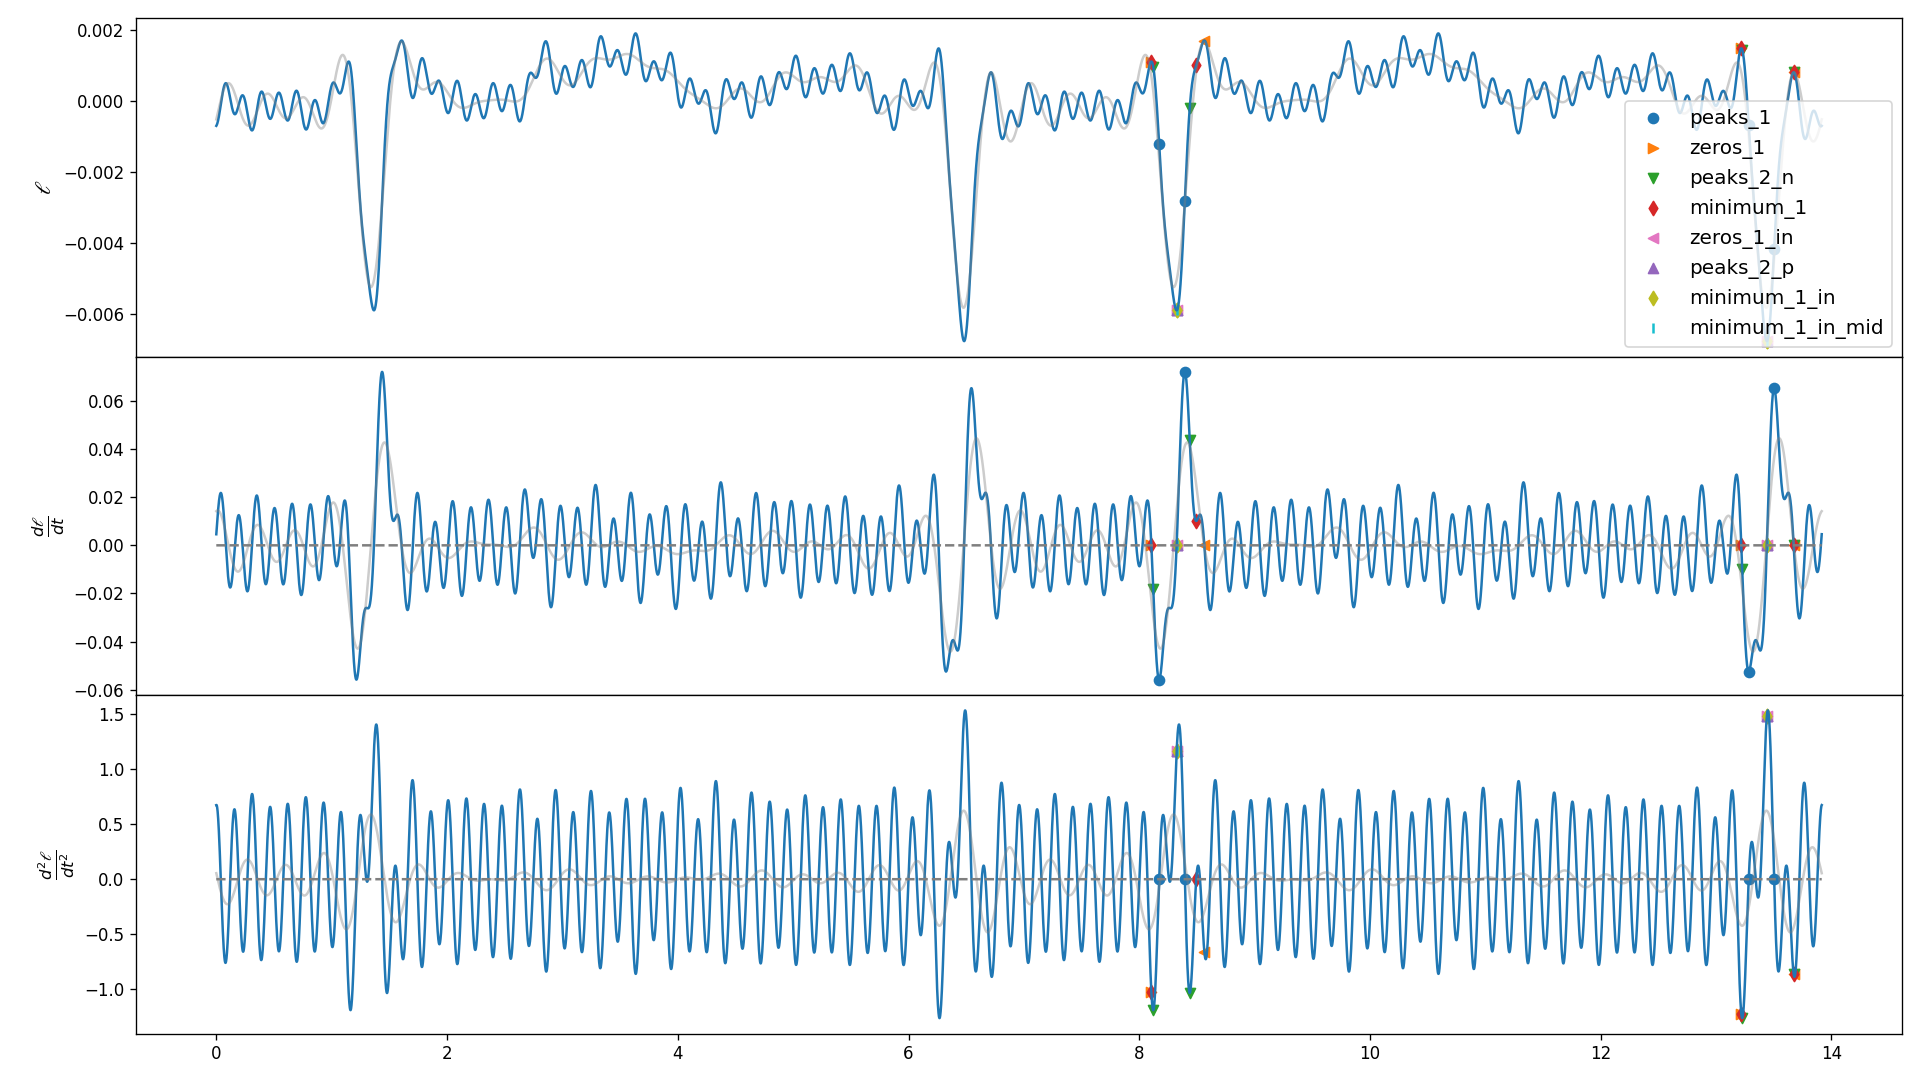 0.002
0.000
−0.002
−0.004
−0.006
ℓ
peaks_1
zeros_1
peaks_2_n
minimum_1
zeros_1_in
peaks_2_p
minimum_1_in
minimum_1_in_mid
0.06
0.04
0.02
0.00
−0.02
−0.04
−0.06
dℓ
dt
1.5
1.0
0.5
0.0
−0.5
−1.0
d²ℓ
dt²
0 2 4 6 8 10 12 14